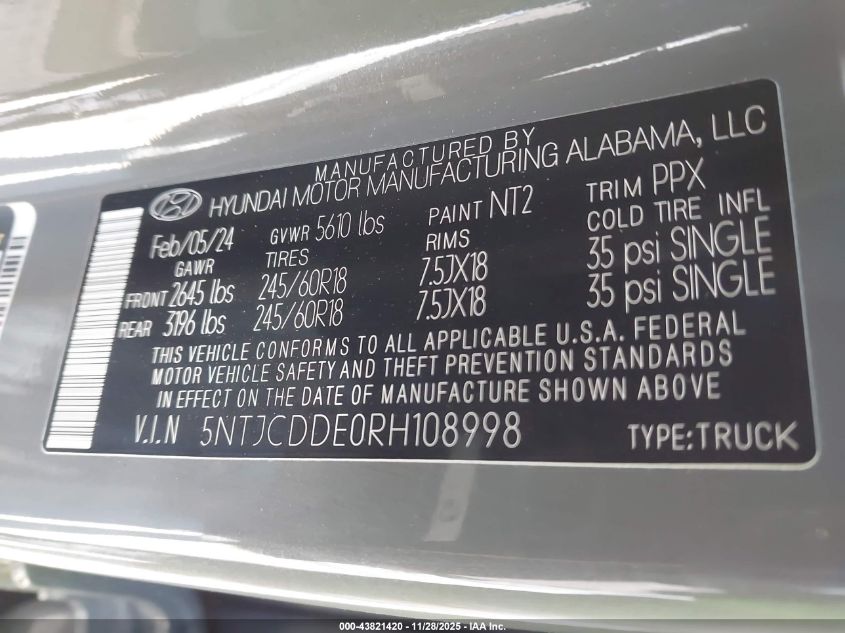 MANUFACTURED BY
HYUNDAI MOTOR MANUFACTURING ALABAMA, LLC
Feb/05/24 GVWR 5610 lbs PAINT NT2 TRIM PPX
GAWR TIRES RIMS COLD TIRE INFL
FRONT 2645 lbs 245/60R18 7.5JX18 35 psi SINGLE
REAR 3196 lbs 245/60R18 7.5JX18 35 psi SINGLE
THIS VEHICLE CONFORMS TO ALL APPLICABLE U.S.A. FEDERAL
MOTOR VEHICLE SAFETY AND THEFT PREVENTION STANDARDS
IN EFFECT ON THE DATE OF MANUFACTURE SHOWN ABOVE
V.I.N 5NTJCDDE0RH108998 TYPE:TRUCK
000-43821420 - 11/28/2025 - IAA Inc.